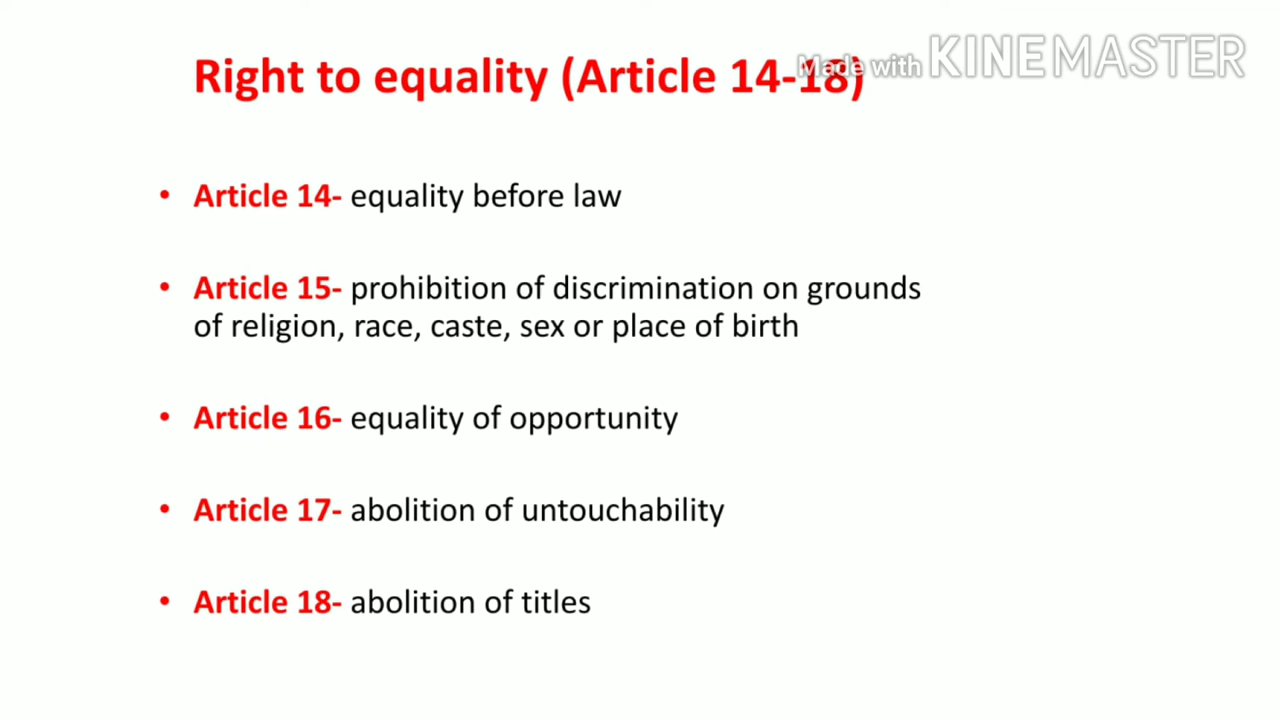 Right to equality (Article 14-18)
Made with KINEMASTER
• Article 14- equality before law
• Article 15- prohibition of discrimination on grounds
of religion, race, caste, sex or place of birth
• Article 16- equality of opportunity
• Article 17- abolition of untouchability
• Article 18- abolition of titles